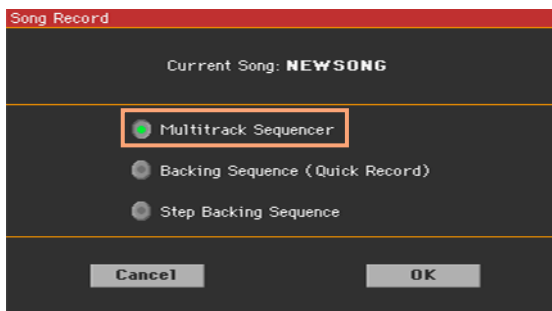 Song Record
Current Song: NEWSONG
Multitrack Sequencer
Backing Sequence (Quick Record)
Step Backing Sequence
Cancel OK